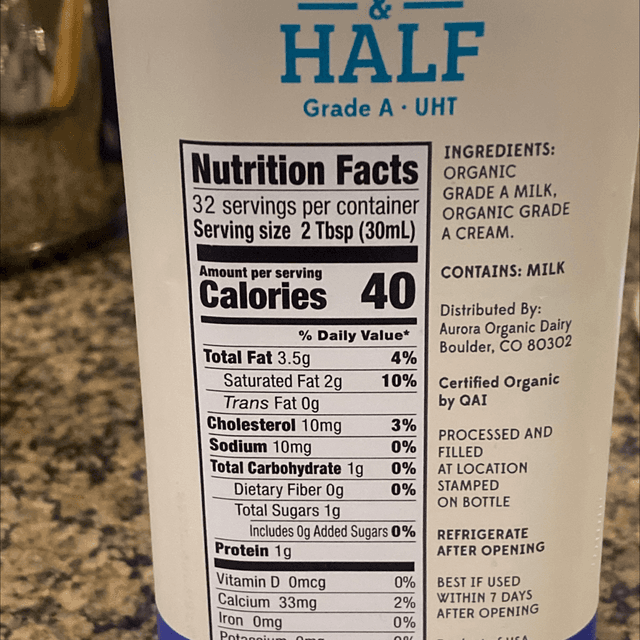 &
HALF
Grade A · UHT
Nutrition Facts
32 servings per container
Serving size 2 Tbsp (30mL)
Amount per serving
Calories 40
% Daily Value*
Total Fat 3.5g 4%
Saturated Fat 2g 10%
Trans Fat 0g
Cholesterol 10mg 3%
Sodium 10mg 0%
Total Carbohydrate 1g 0%
Dietary Fiber 0g 0%
Total Sugars 1g
Includes 0g Added Sugars 0%
Protein 1g
Vitamin D 0mcg 0%
Calcium 33mg 2%
Iron 0mg 0%
Potassium 0mg 0%
INGREDIENTS:
ORGANIC
GRADE A MILK,
ORGANIC GRADE
A CREAM.
CONTAINS: MILK
Distributed By:
Aurora Organic Dairy
Boulder, CO 80302
Certified Organic
by QAI
PROCESSED AND
FILLED
AT LOCATION
STAMPED
ON BOTTLE
REFRIGERATE
AFTER OPENING
BEST IF USED
WITHIN 7 DAYS
AFTER OPENING